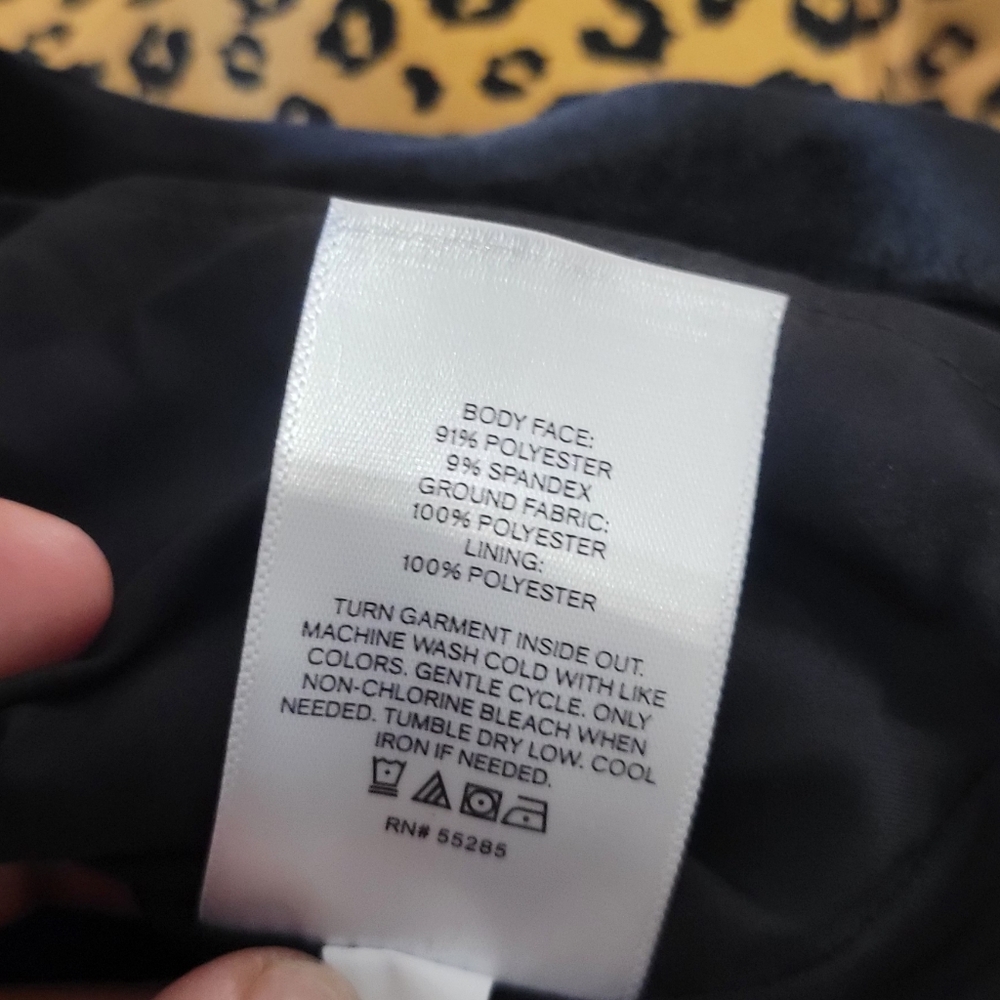 BODY FACE:
91% POLYESTER
9% SPANDEX
GROUND FABRIC:
100% POLYESTER
LINING:
100% POLYESTER
TURN GARMENT INSIDE OUT.
MACHINE WASH COLD WITH LIKE
COLORS. GENTLE CYCLE. ONLY
NON-CHLORINE BLEACH WHEN
NEEDED. TUMBLE DRY LOW. COOL
IRON IF NEEDED.
RN# 55285